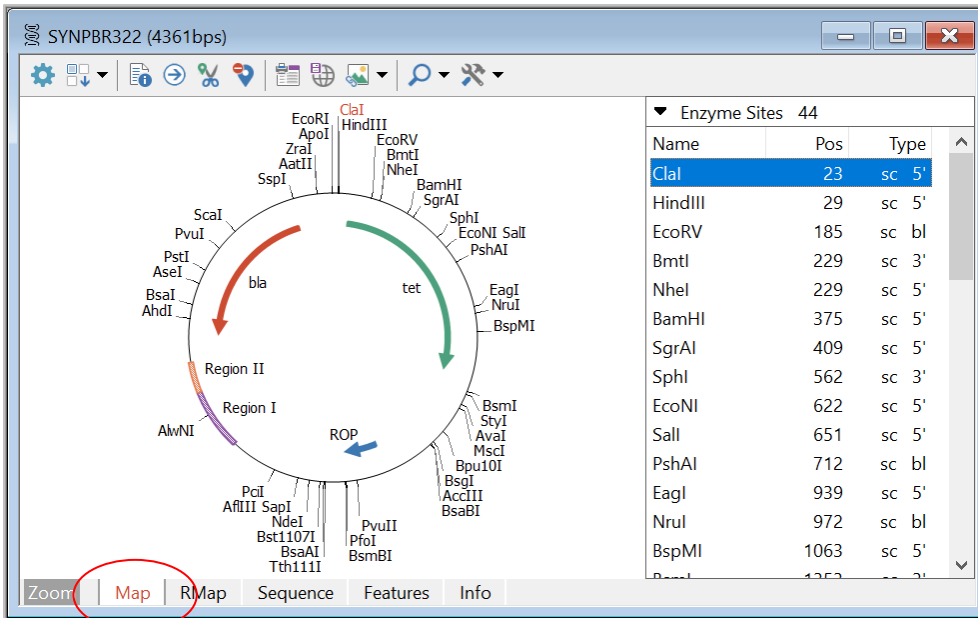 SYNPBR322 (4361bps)
ClaI
EcoRI
HindIII
ApoI
EcoRV
ZraI
BmtI
AatII
NheI
SspI
BamHI
SgrAI
ScaI
SphI
PvuI
EcoNI SalI
PshAI
PstI
AseI
bla
tet
BsaI
EagI
AhdI
NruI
BspMI
Region II
Region I
BsmI
StyI
AlwNI
ROP
AvaI
MscI
Bpu10I
BsgI
PciI
AccIII
AflIII SapI
BsaBI
NdeI
PvuII
Bst1107I
PfoI
BsaAI
BsmBI
Tth111I
Enzyme Sites 44
Name Pos Type
ClaI 23 sc 5'
HindIII 29 sc 5'
EcoRV 185 sc bl
BmtI 229 sc 3'
NheI 229 sc 5'
BamHI 375 sc 5'
SgrAI 409 sc 5'
SphI 562 sc 3'
EcoNI 622 sc 5'
SalI 651 sc 5'
PshAI 712 sc bl
EagI 939 sc 5'
NruI 972 sc bl
BspMI 1063 sc 5'
Zoom Map RMap Sequence Features Info